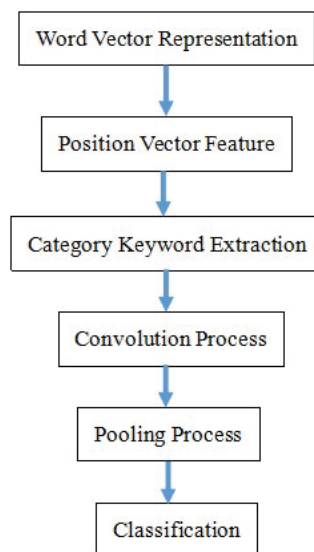 Word Vector Representation
Position Vector Feature
Category Keyword Extraction
Convolution Process
Pooling Process
Classification